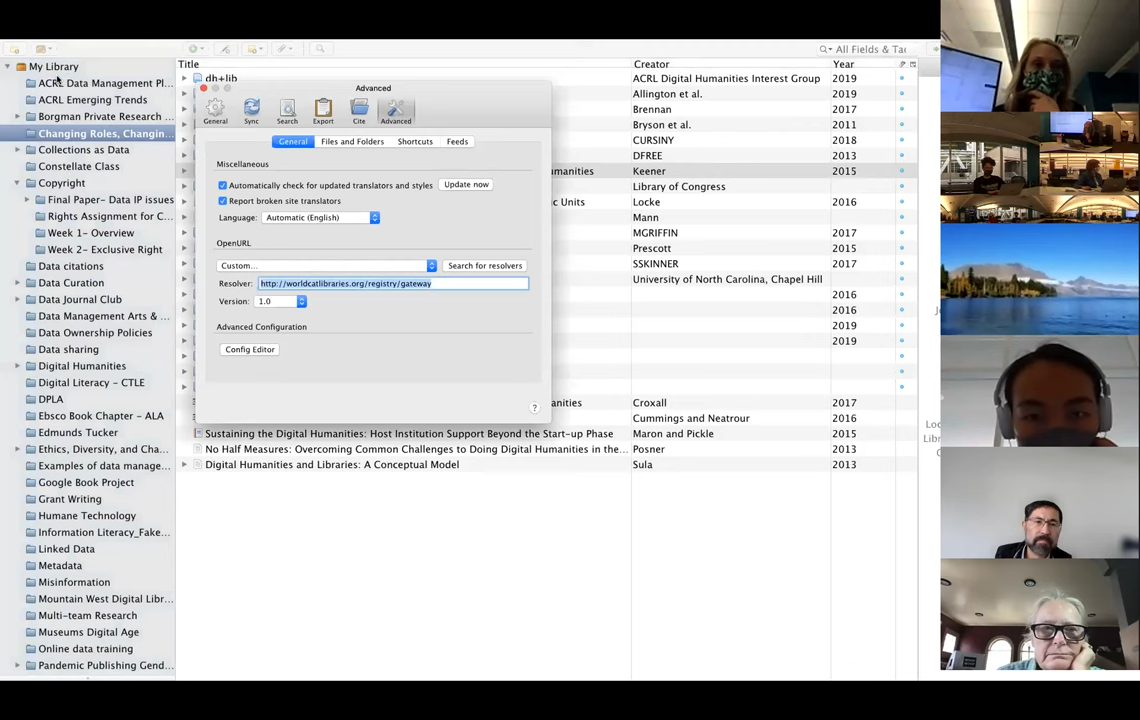 My Library
ACRL Data Management Pl...
ACRL Emerging Trends
Borgman Private Research ...
Changing Roles, Changin...
Collections as Data
Constellate Class
Copyright
Final Paper- Data IP issues
Rights Assignment for C...
Week 1- Overview
Week 2- Exclusive Right
Data citations
Data Curation
Data Journal Club
Data Management Arts & ...
Data Ownership Policies
Data sharing
Digital Humanities
Digital Literacy - CTLE
DPLA
Ebsco Book Chapter - ALA
Edmunds Tucker
Ethics, Diversity, and Cha...
Examples of data manage...
Google Book Project
Grant Writing
Humane Technology
Information Literacy_Fake...
Linked Data
Metadata
Misinformation
Mountain West Digital Libr...
Multi-team Research
Museums Digital Age
Online data training
Pandemic Publishing Gend...
All Fields & Tag
Title Creator Year
dh+lib ACRL Digital Humanities Interest Group 2019
Allington et al. 2019
Brennan 2017
Bryson et al. 2011
CURSINY 2017
DFREE 2013
umanities Keener 2015
Library of Congress
ic Units Locke 2016
Mann
MGRIFFIN 2017
Prescott 2015
SSKINNER 2017
University of North Carolina, Chapel Hill
2016
2016
2019
2019
anities Croxall 2017
Cummings and Neatrour 2016
Sustaining the Digital Humanities: Host Institution Support Beyond the Start-up Phase Maron and Pickle 2015
No Half Measures: Overcoming Common Challenges to Doing Digital Humanities in the... Posner 2013
Digital Humanities and Libraries: A Conceptual Model Sula 2013
Advanced
General Sync Search Export Cite Advanced
General Files and Folders Shortcuts Feeds
Miscellaneous
Automatically check for updated translators and styles Update now
Report broken site translators
Language: Automatic (English)
OpenURL
Custom... Search for resolvers
Resolver: http://worldcatlibraries.org/registry/gateway
Version: 1.0
Advanced Configuration
Config Editor
?